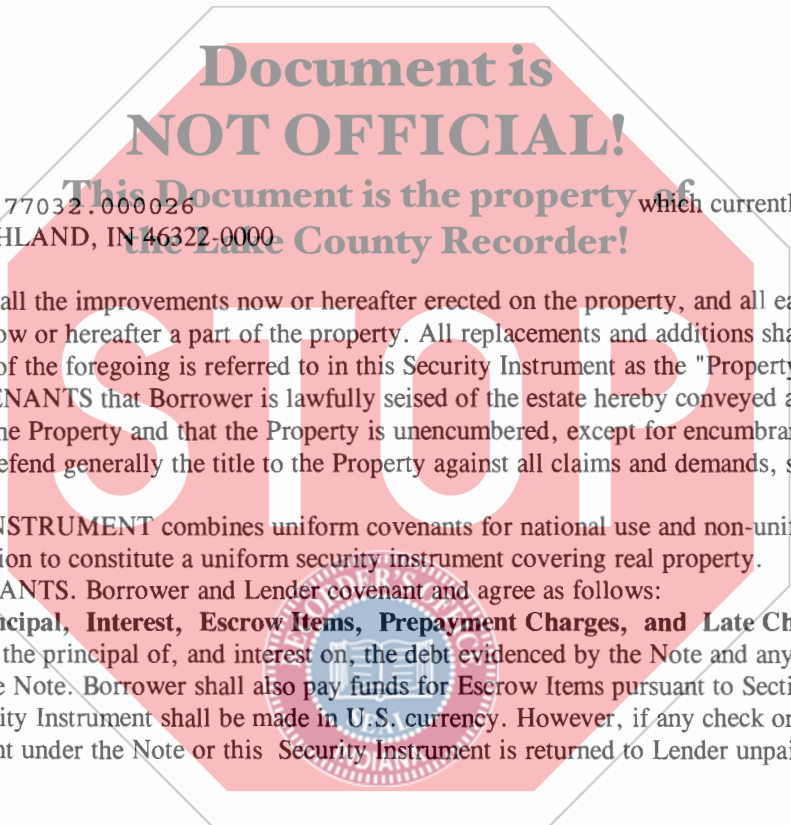 Document is
NOT OFFICIAL!
This Document is the property of
the Lake County Recorder!
77032.000026 which currentl
HLAND, IN 46322-0000
all the improvements now or hereafter erected on the property, and all ea
ow or hereafter a part of the property. All replacements and additions sha
of the foregoing is referred to in this Security Instrument as the "Property
ENANTS that Borrower is lawfully seised of the estate hereby conveyed a
he Property and that the Property is unencumbered, except for encumbran
efend generally the title to the Property against all claims and demands, s
STOP
NSTRUMENT combines uniform covenants for national use and non-unif
ion to constitute a uniform security instrument covering real property.
ANTS. Borrower and Lender covenant and agree as follows:
ncipal, Interest, Escrow Items, Prepayment Charges, and Late Ch
the principal of, and interest on, the debt evidenced by the Note and any
e Note. Borrower shall also pay funds for Escrow Items pursuant to Secti
ity Instrument shall be made in U.S. currency. However, if any check or
nt under the Note or this Security Instrument is returned to Lender unpai
RECORDER'S OFFICE
SEAL
INDIANA